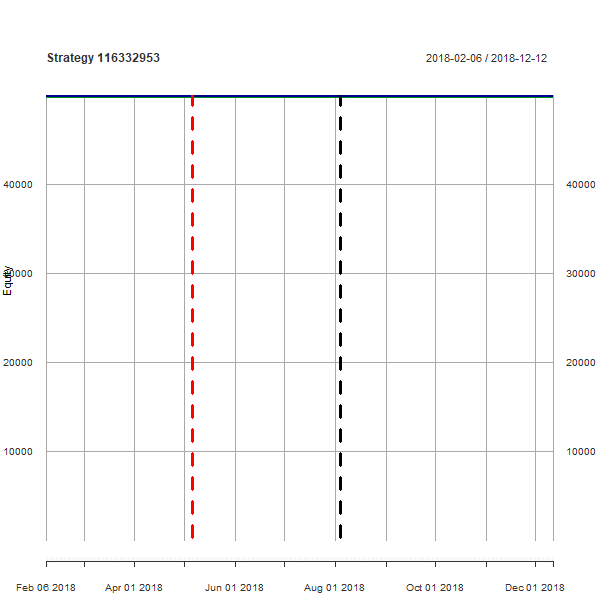 Strategy 116332953
2018-02-06 / 2018-12-12
40000 40000
30000 30000
Equity
20000 20000
10000 10000
Feb 06 2018 Apr 01 2018 Jun 01 2018 Aug 01 2018 Oct 01 2018 Dec 01 2018